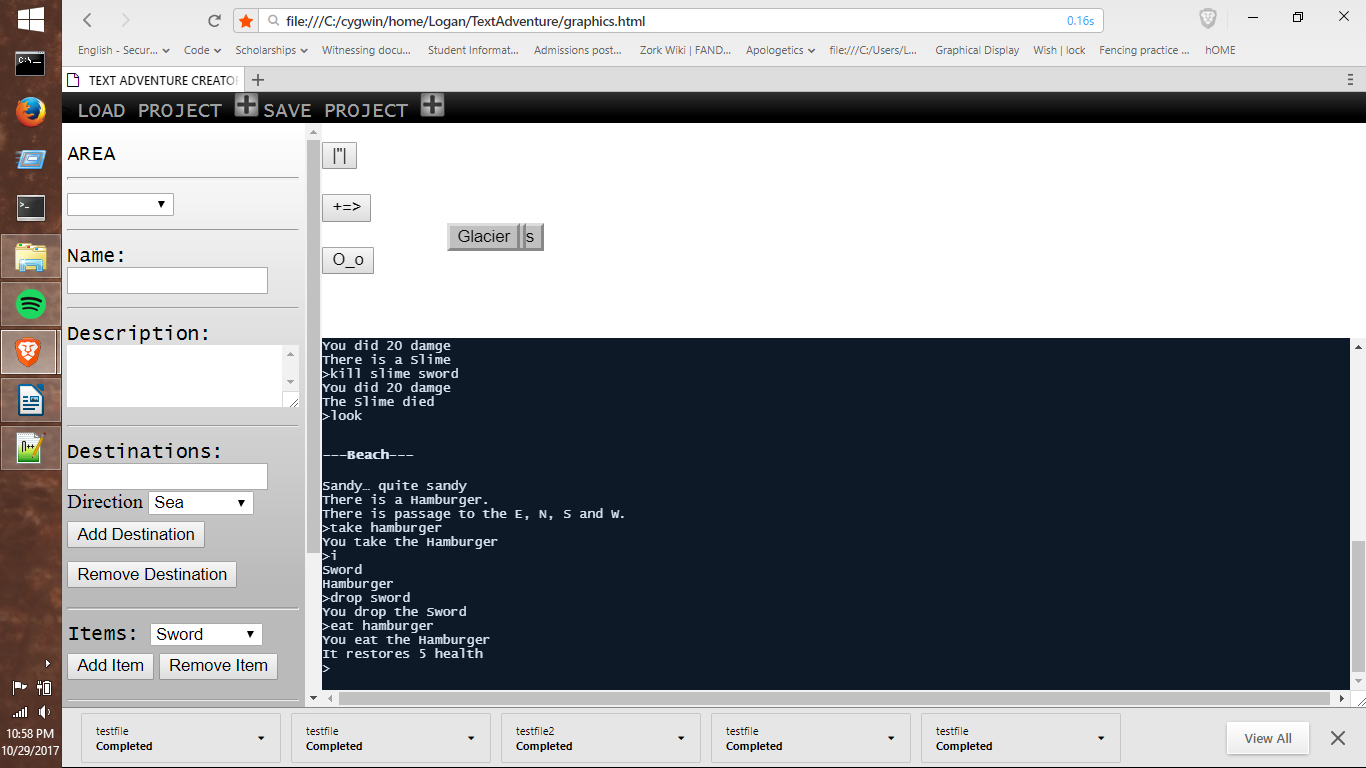 file:///C:/cygwin/home/Logan/TextAdventure/graphics.html
0.16s
English - Secur...
Code
Scholarships
Witnessing docu...
Student Informat...
Admissions post...
Zork Wiki | FAND...
Apologetics
file:///C:/Users/L...
Graphical Display
Wish | lock
Fencing practice ...
hOME
TEXT ADVENTURE CREATOR
LOAD PROJECT
SAVE PROJECT
AREA
Name:
Description:
Destinations:
Direction Sea
Add Destination
Remove Destination
Items: Sword
Add Item Remove Item
|"|
+=>
O_o
Glacier s
You did 20 damge
There is a Slime
>kill slime sword
You did 20 damge
The Slime died
>look
---Beach---
Sandy… quite sandy
There is a Hamburger.
There is passage to the E, N, S and W.
>take hamburger
You take the Hamburger
>i
Sword
Hamburger
>drop sword
You drop the Sword
>eat hamburger
You eat the Hamburger
It restores 5 health
>
10:58 PM
10/29/2017
testfile
Completed
testfile
Completed
testfile2
Completed
testfile
Completed
testfile
Completed
View All